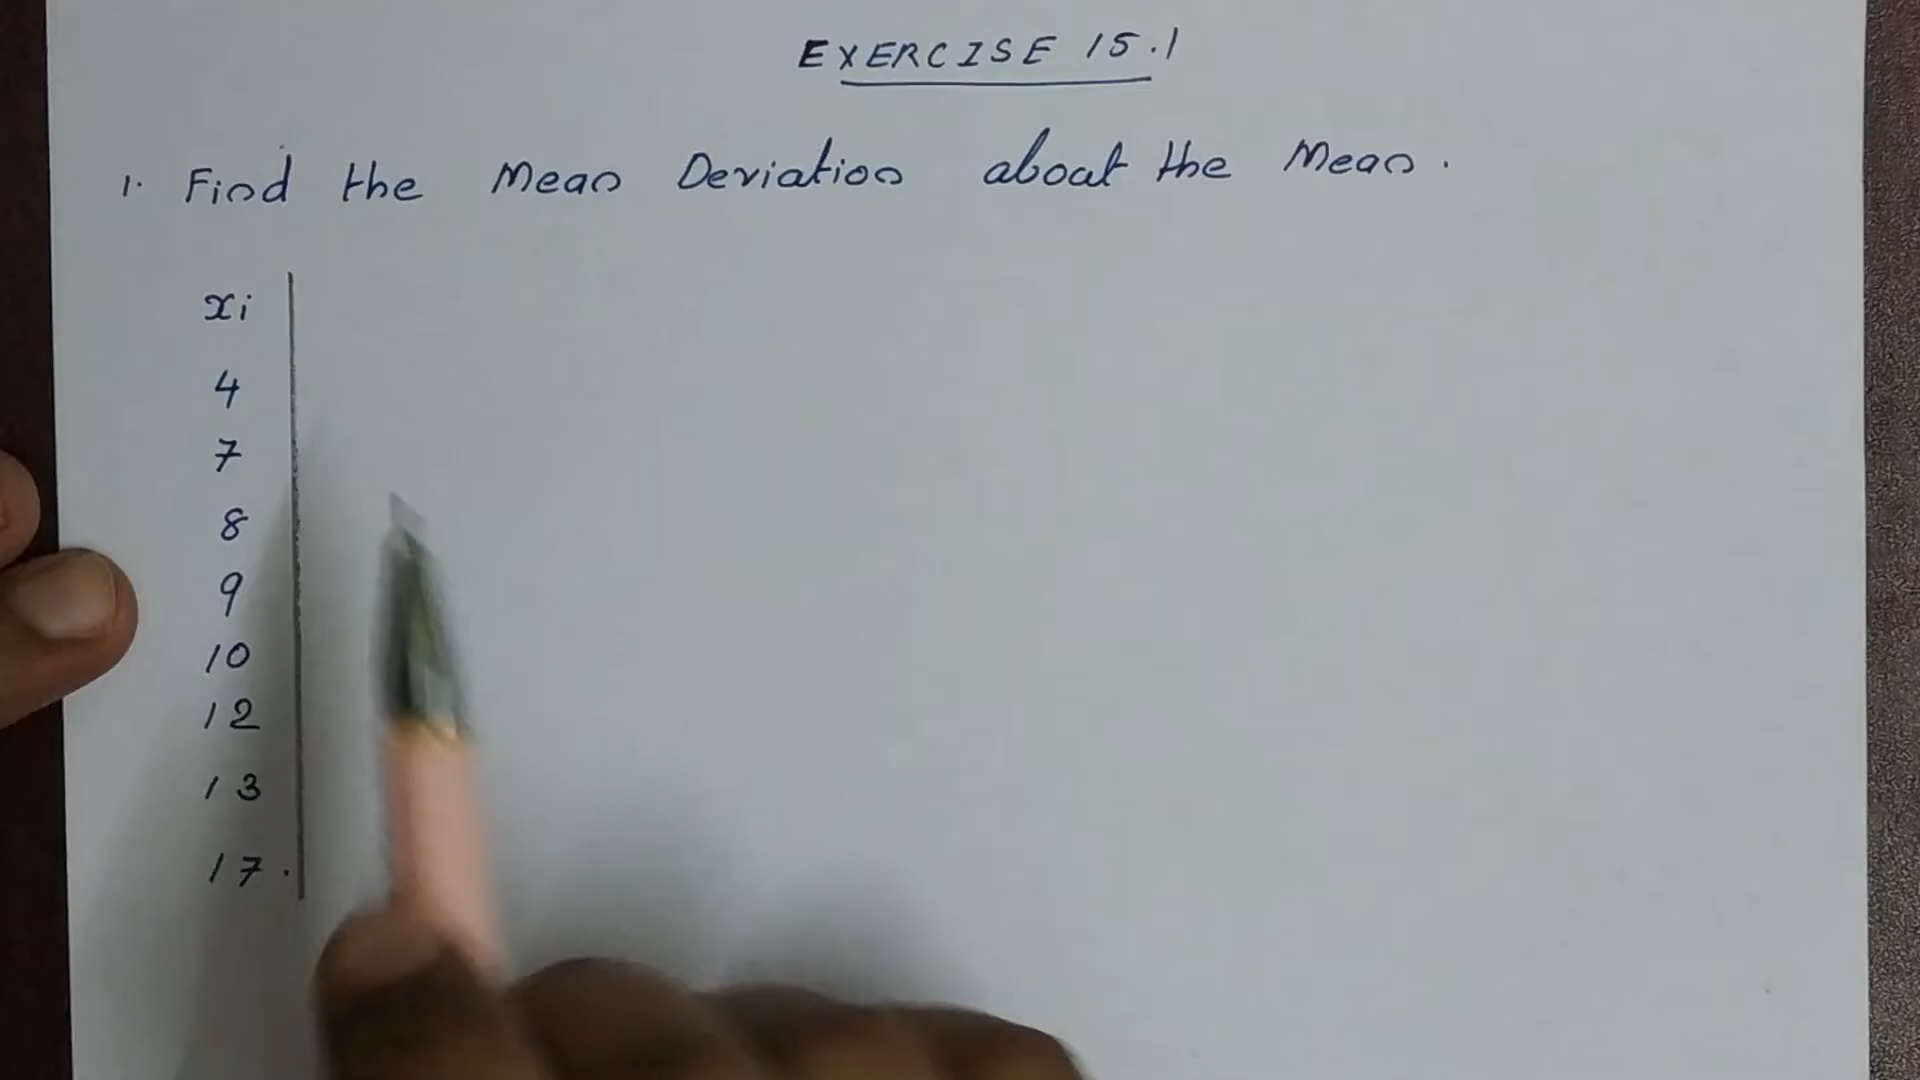 EXERCISE 15.1
1. Find the Mean Deviation about the Mean.
xi
4
7
8
9
10
12
13
17.